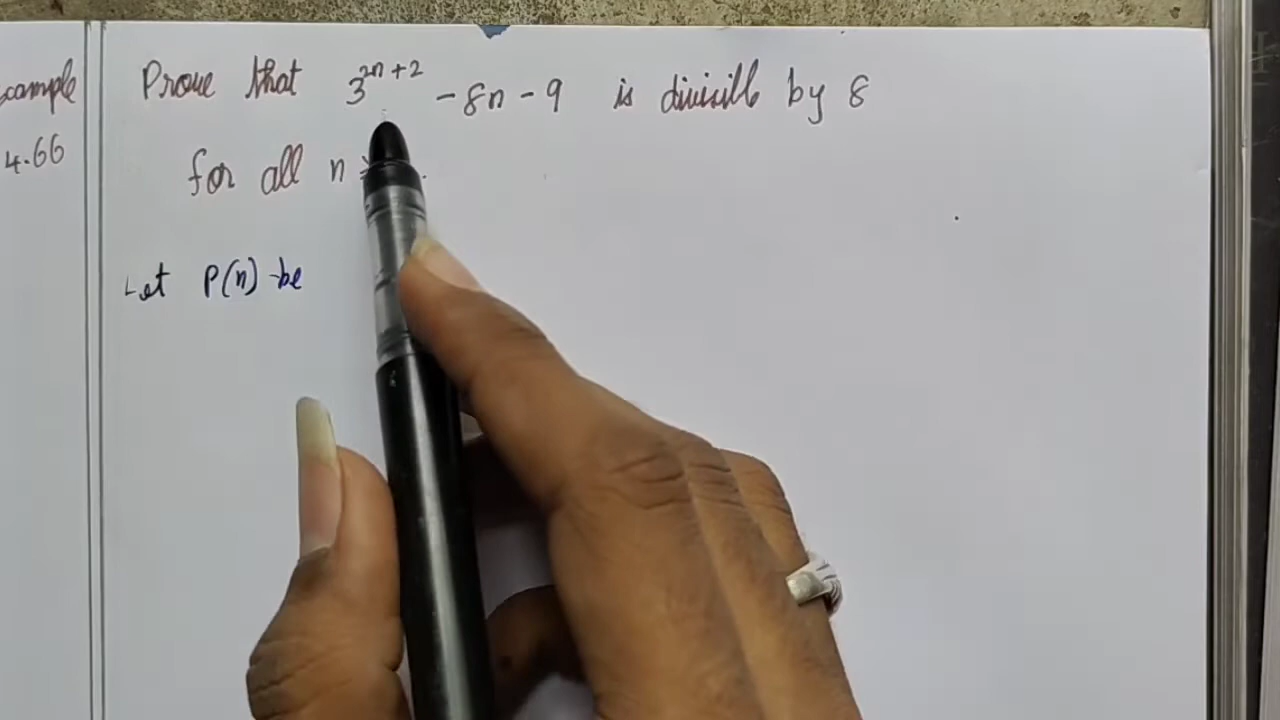 xample
4.66
Prove that 3^{2n+2} - 8n - 9 is divisible by 8
for all n
Let P(n) be